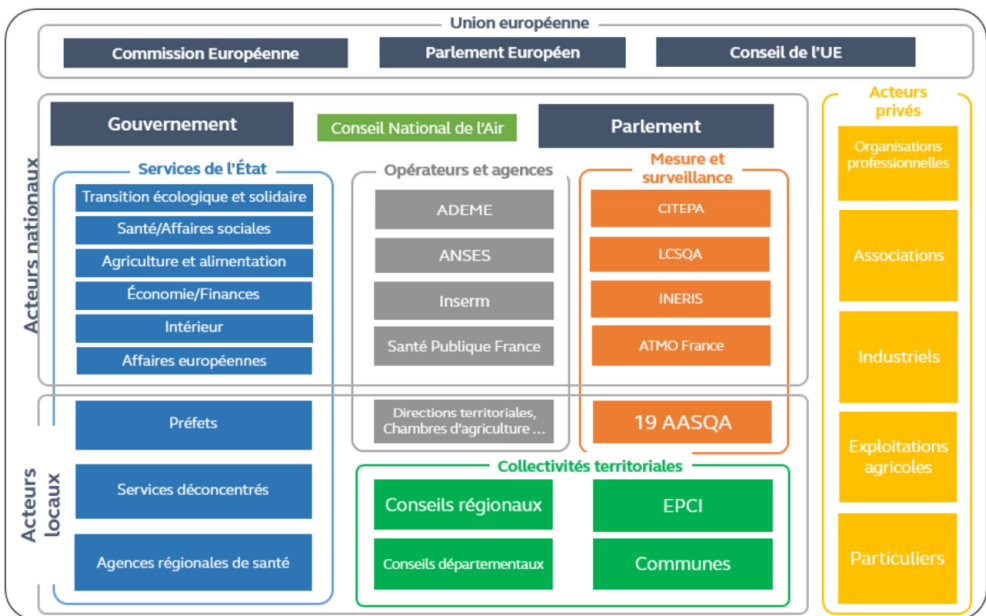 Union européenne
Commission Européenne
Parlement Européen
Conseil de l'UE
Acteurs nationaux
Gouvernement
Conseil National de l'Air
Parlement
Services de l'État
Transition écologique et solidaire
Santé/Affaires sociales
Agriculture et alimentation
Économie/Finances
Intérieur
Affaires européennes
Opérateurs et agences
ADEME
ANSES
Inserm
Santé Publique France
Mesure et
surveillance
CITEPA
LCSQA
INERIS
ATMO France
Acteurs
locaux
Préfets
Services déconcentrés
Agences régionales de santé
Directions territoriales,
Chambres d'agriculture ...
19 AASQA
Collectivités territoriales
Conseils régionaux
EPCI
Conseils départementaux
Communes
Acteurs
privés
Organisations
professionnelles
Associations
Industriels
Exploitations
agricoles
Particuliers